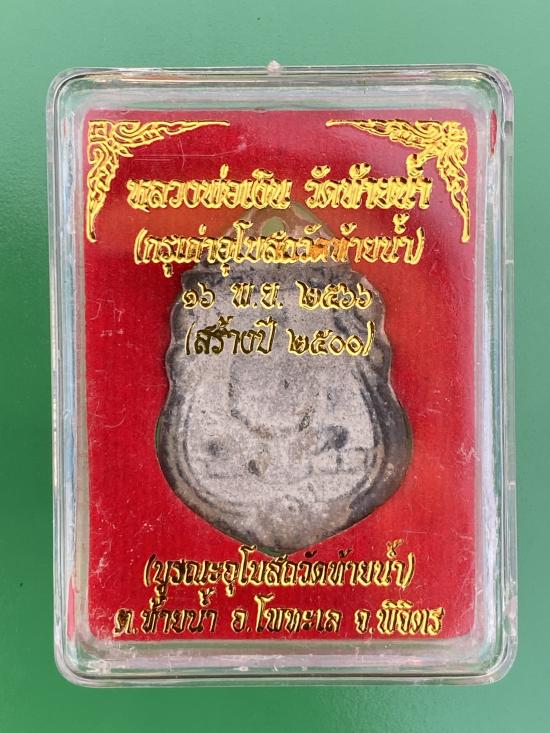 หลวงพ่อเงิน วัดท้ายน้ำ
(กรุเก่าอุโบสถวัดท้ายน้ำ)
๑๖ พ.ย. ๒๕๖๖
(สร้างปี ๒๕๐๐)
(บูรณะอุโบสถวัดท้ายน้ำ)
ต.ท้ายน้ำ อ.โพทะเล จ.พิจิตร